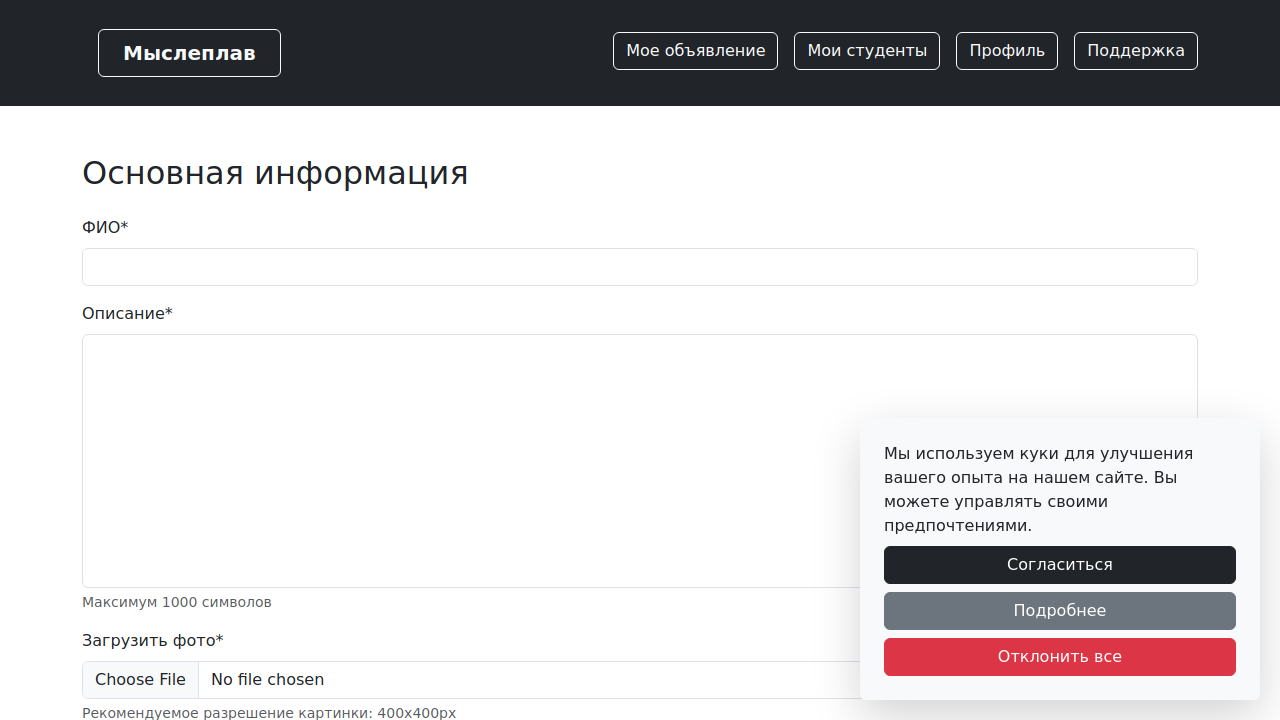 Мыслеплав
Мое объявление
Мои студенты
Профиль
Поддержка
Основная информация
ФИО*
Описание*
Максимум 1000 символов
Загрузить фото*
Choose File No file chosen
Рекомендуемое разрешение картинки: 400x400px
Мы используем куки для улучшения
вашего опыта на нашем сайте. Вы
можете управлять своими
предпочтениями.
Согласиться
Подробнее
Отклонить все